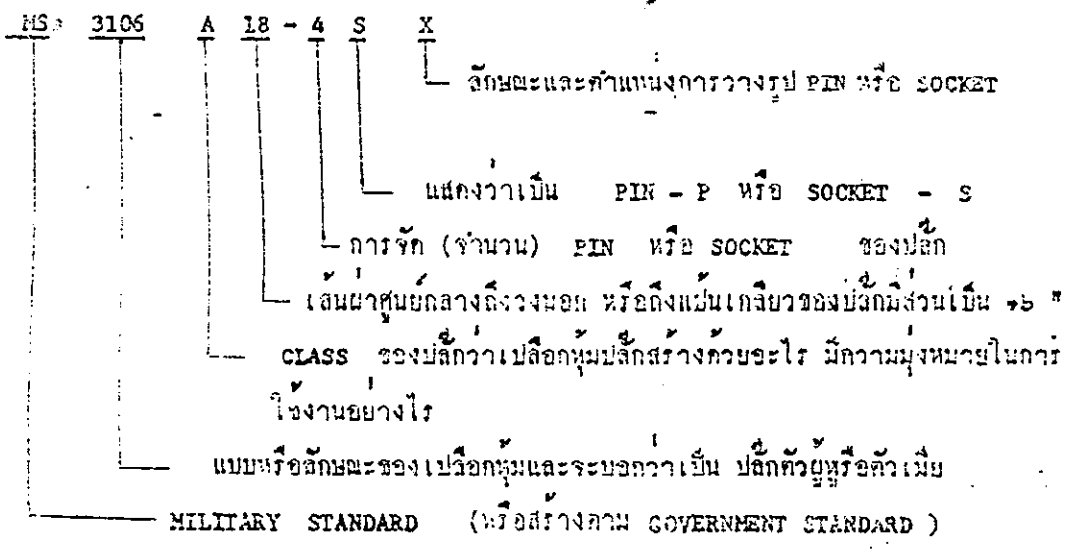 MS 3106 A 18 - 4 S X
ลักษณะและตำแหน่งการวางรูป PIN หรือ SOCKET
แสดงว่าเป็น PIN - P หรือ SOCKET - S
การจัด (จำนวน) PIN หรือ SOCKET ของปลั๊ก
เส้นผ่าศูนย์กลางถึงวงนอก หรือถึงแป้นเกลียวของปลั๊กมีส่วนเป็น "
CLASS ของปลั๊กว่าเปลือกหุ้มปลั๊กสร้างด้วยอะไร มีความมุ่งหมายในการ
ใช้งานอย่างไร
แบบหรือลักษณะของเปลือกหุ้มและจะบอกว่าเป็น ปลั๊กตัวผู้หรือตัวเมีย
MILITARY STANDARD (หรือสร้างตาม GOVERNMENT STANDARD )